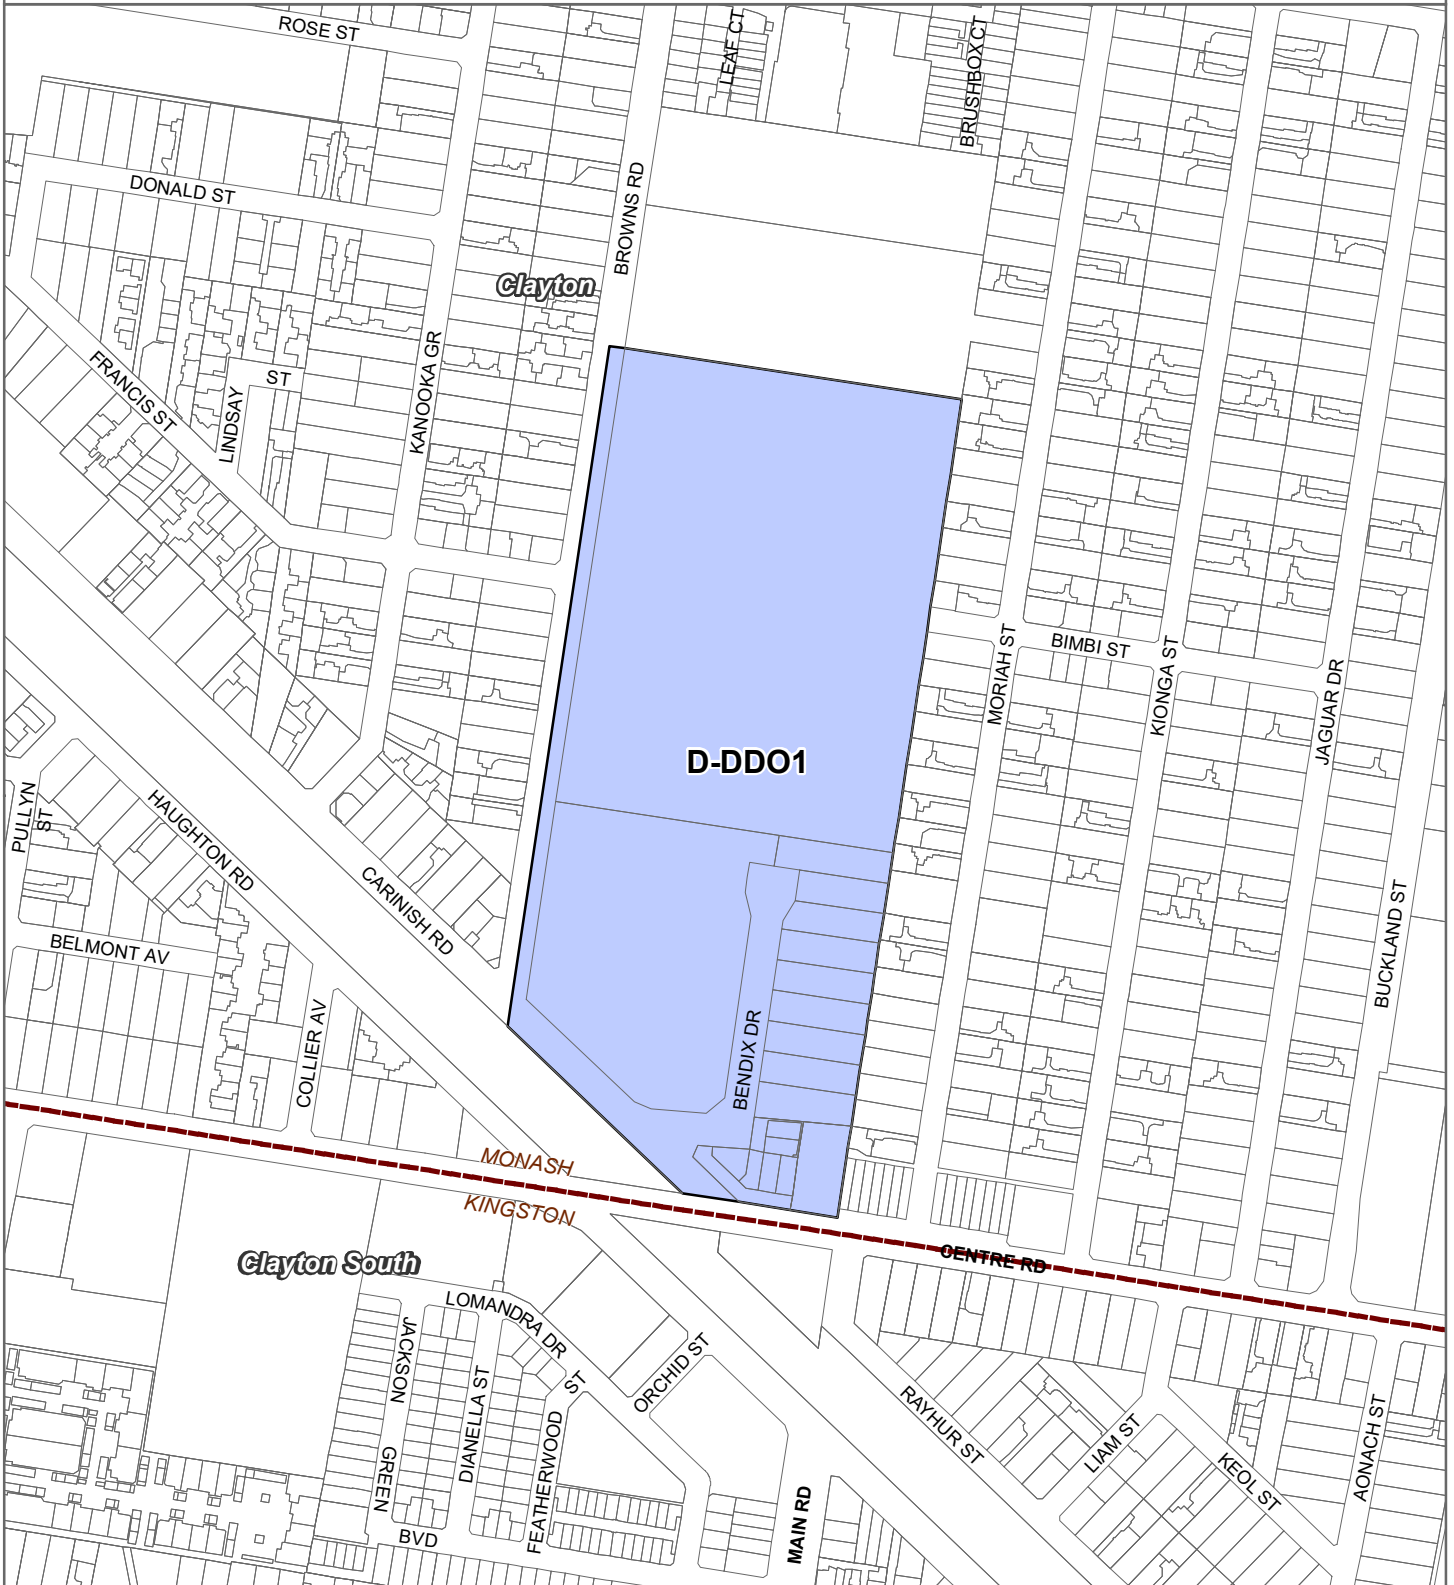 ROSE ST
LEAF CT
BRUSHBOX CT
DONALD ST
BROWNS RD
Clayton
FRANCIS ST
LINDSAY
ST
KANOOKA GR
BIMBI ST
MORIAH ST
KIONGA ST
JAGUAR DR
D-DDO1
PULLYN
ST
HAUGHTON RD
CARINISH RD
BUCKLAND ST
BELMONT AV
COLLIER AV
BENDIX DR
MONASH
KINGSTON
CENTRE RD
Clayton South
LOMANDRA DR
JACKSON
GREEN
DIANELLA ST
FEATHERWOOD
ST
ORCHID ST
RAYHUR ST
LIAM ST
KEOL ST
AONACH ST
MAIN RD
BVD